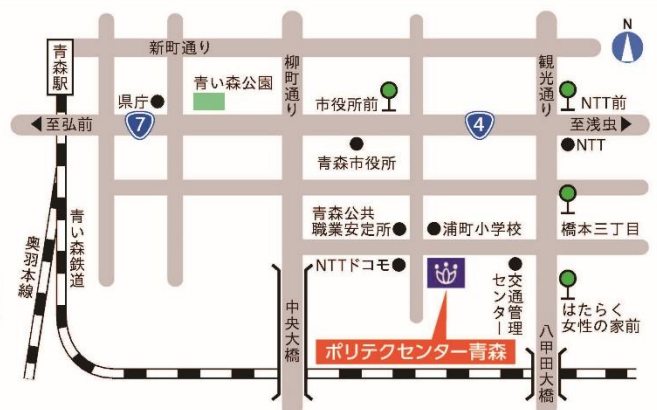 新町通り
N
青森駅
柳町通り
観光通り
青い森公園
県庁
市役所前
NTT前
至弘前
7
4
至浅虫
青森市役所
NTT
青森公共
職業安定所
浦町小学校
橋本三丁目
青い森鉄道
奥羽本線
NTTドコモ
交通管理
センター
はたらく
女性の家前
中央大橋
ポリテクセンター青森
八甲田大橋